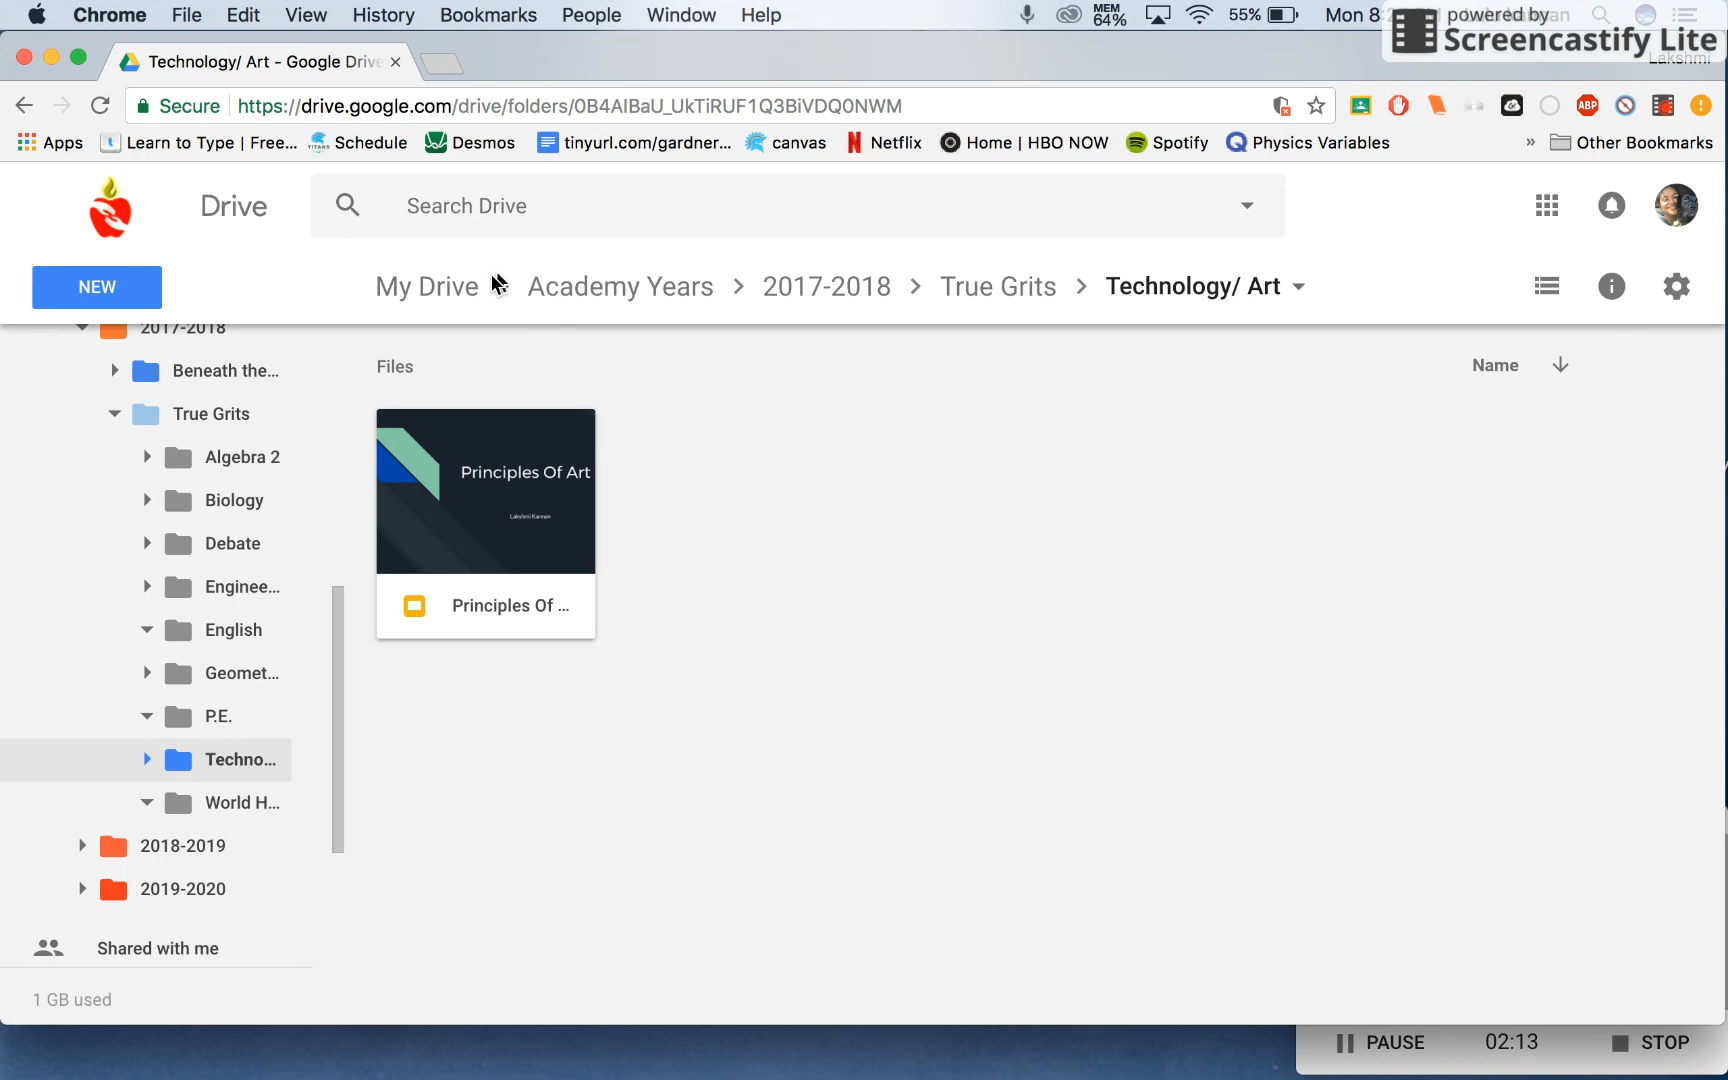 Chrome File Edit View History Bookmarks People Window Help MEM 64% 55% Mon 8
powered by
Screencastify Lite
Technology/ Art - Google Drive
Lakshmi
Secure https://drive.google.com/drive/folders/0B4AIBaU_UkTiRUF1Q3BiVDQ0NWM
ABP
Apps Learn to Type | Free... Schedule Desmos tinyurl.com/gardner... canvas Netflix Home | HBO NOW Spotify Physics Variables » Other Bookmarks
Drive Search Drive
NEW My Drive Academy Years > 2017-2018 > True Grits > Technology/ Art
2017-2018
Beneath the...
True Grits
Algebra 2
Biology
Debate
Enginee...
English
Geomet...
P.E.
Techno...
World H...
2018-2019
2019-2020
Shared with me
1 GB used
Files Name
Principles Of Art
Lakshmi Kannan
Principles Of ...
PAUSE 02:13 STOP